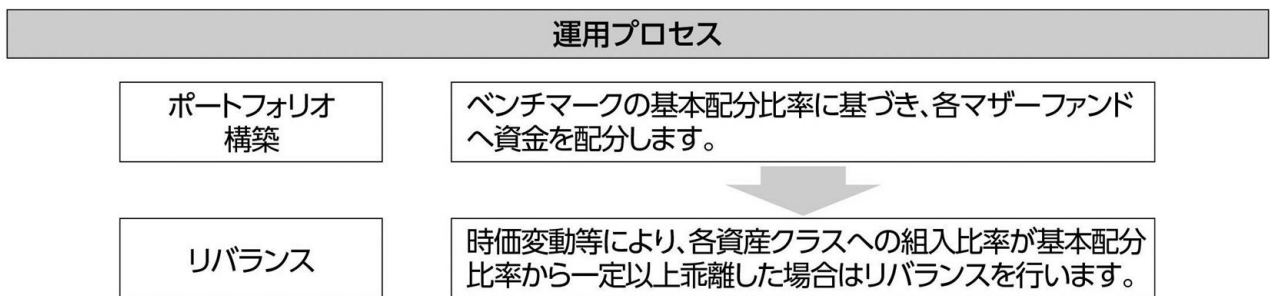 運用プロセス
ポートフォリオ
構築
ベンチマークの基本配分比率に基づき、各マザーファンド
へ資金を配分します。
リバランス
時価変動等により、各資産クラスへの組入比率が基本配分
比率から一定以上乖離した場合はリバランスを行います。